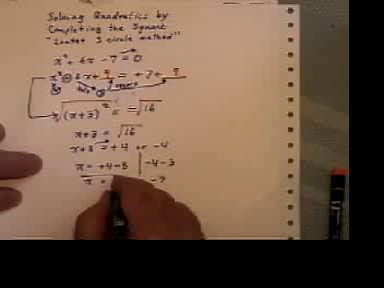 Solving Quadratics by
Completing the Square
"Loutet 3 circle method"
x² + 6x - 7 = 0
x² + 6x + 9 = +7 + 9
√(x+3)² = √16
x+3 = √16
x+3 = +4 or -4
x = +4-3 | -4-3
x = -7